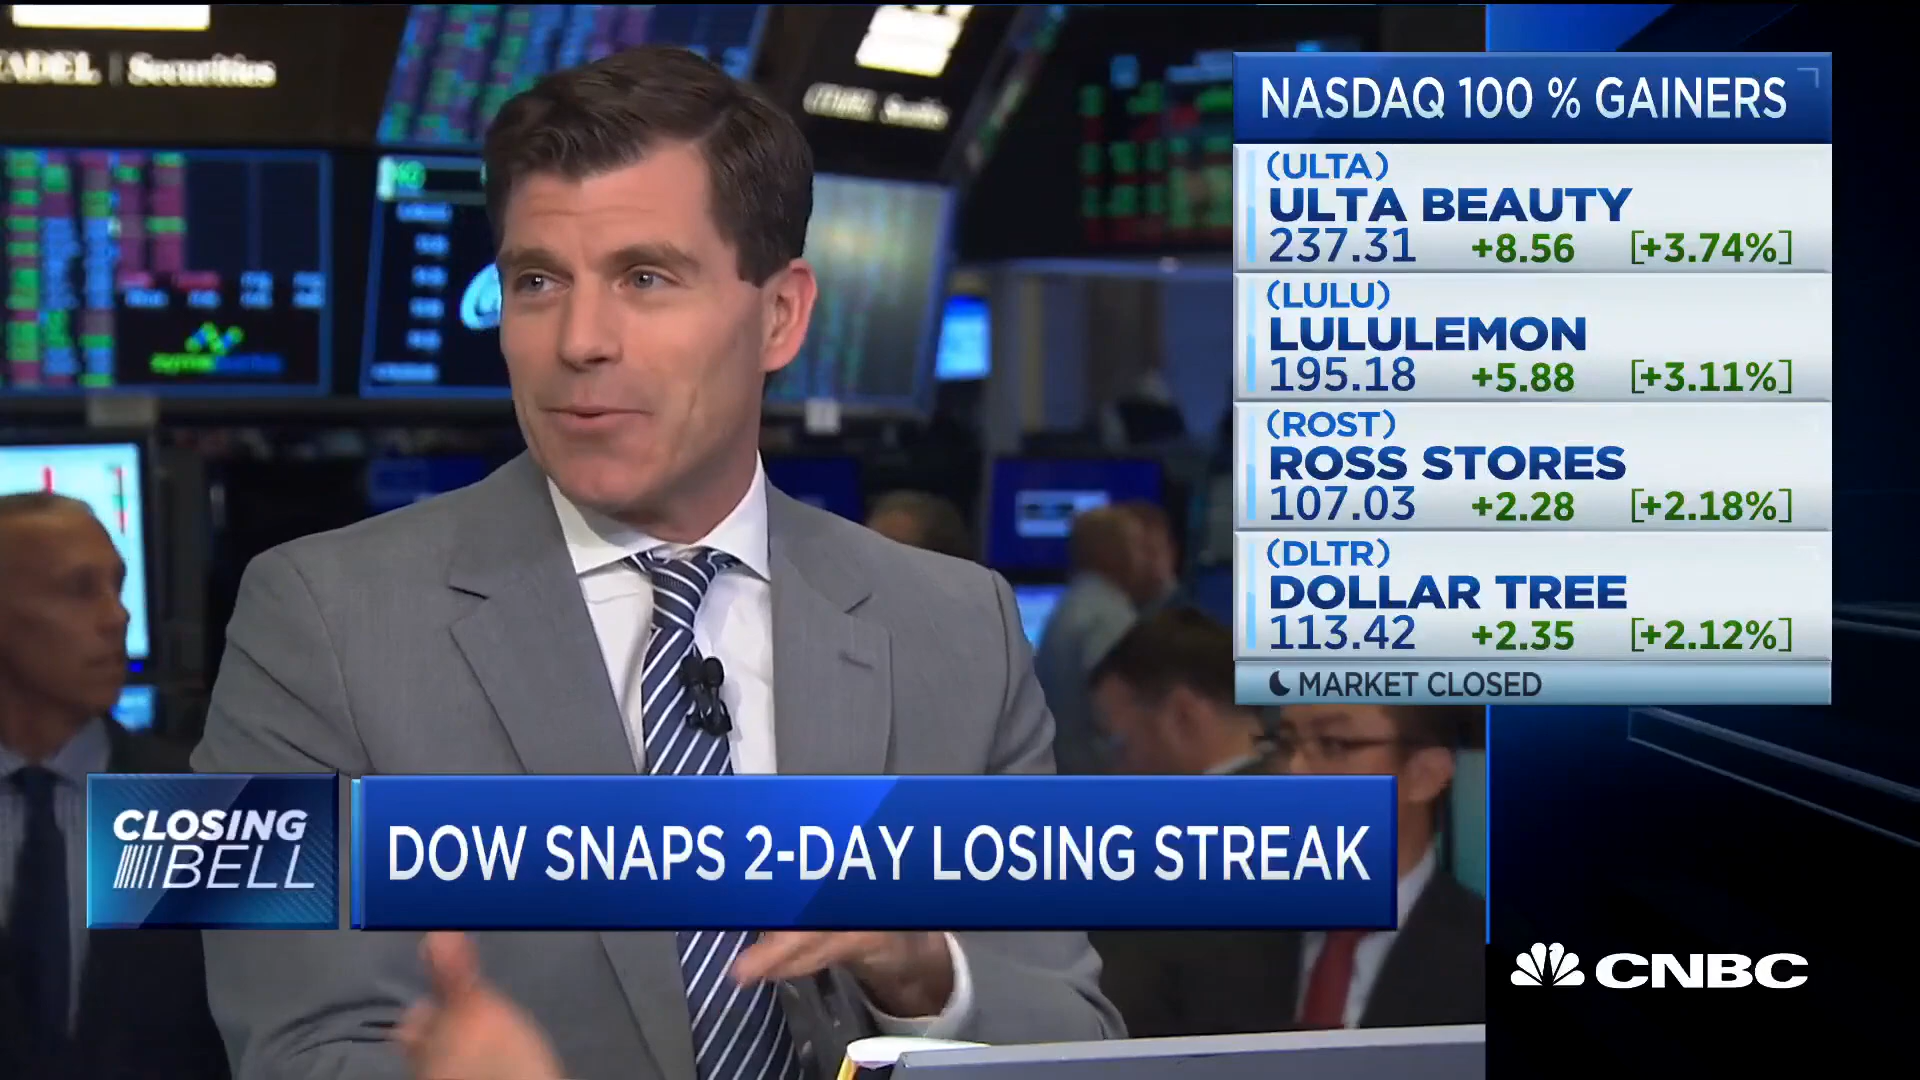 Securities
NASDAQ 100 % GAINERS
(ULTA)
ULTA BEAUTY
237.31 +8.56 [+3.74%]
(LULU)
LULULEMON
195.18 +5.88 [+3.11%]
(ROST)
ROSS STORES
107.03 +2.28 [+2.18%]
(DLTR)
DOLLAR TREE
113.42 +2.35 [+2.12%]
MARKET CLOSED
CLOSING
BELL
DOW SNAPS 2-DAY LOSING STREAK
CNBC